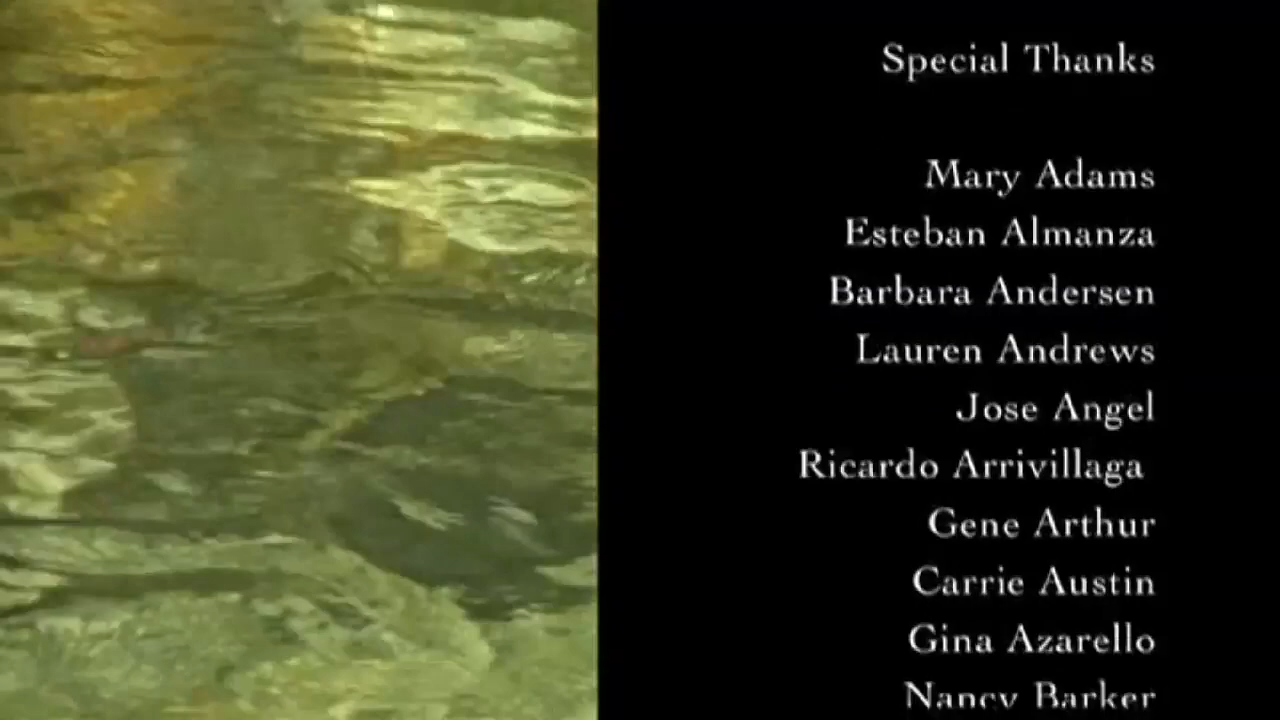 Special Thanks
Mary Adams
Esteban Almanza
Barbara Andersen
Lauren Andrews
Jose Angel
Ricardo Arrivillaga
Gene Arthur
Carrie Austin
Gina Azarello
Nancy Barker